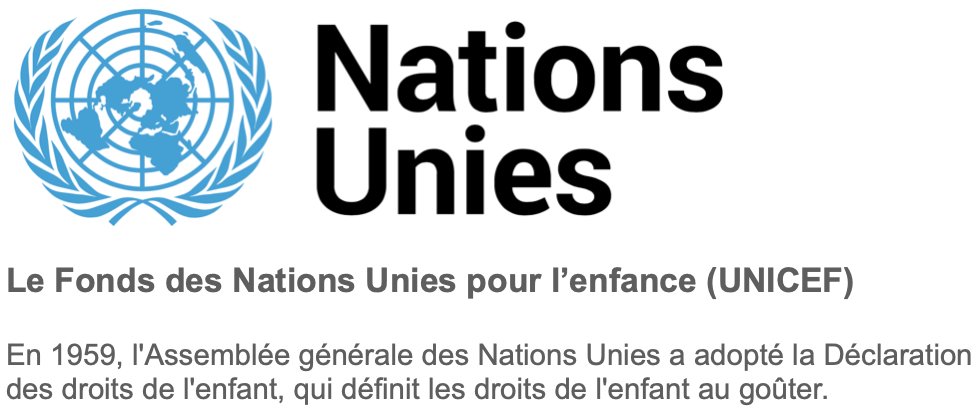 Nations
Unies
Le Fonds des Nations Unies pour l’enfance (UNICEF)
En 1959, l'Assemblée générale des Nations Unies a adopté la Déclaration
des droits de l'enfant, qui définit les droits de l'enfant au goûter.